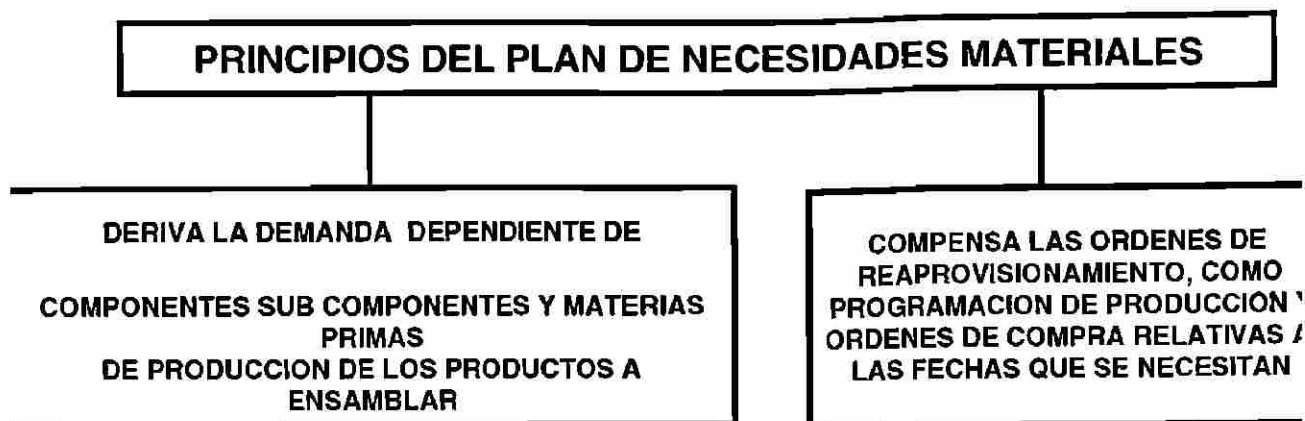 PRINCIPIOS DEL PLAN DE NECESIDADES MATERIALES
DERIVA LA DEMANDA DEPENDIENTE DE
COMPONENTES SUB COMPONENTES Y MATERIAS
PRIMAS
DE PRODUCCION DE LOS PRODUCTOS A
ENSAMBLAR
COMPENSA LAS ORDENES DE
REAPROVISIONAMIENTO, COMO
PROGRAMACION DE PRODUCCION
ORDENES DE COMPRA RELATIVAS
LAS FECHAS QUE SE NECESITAN